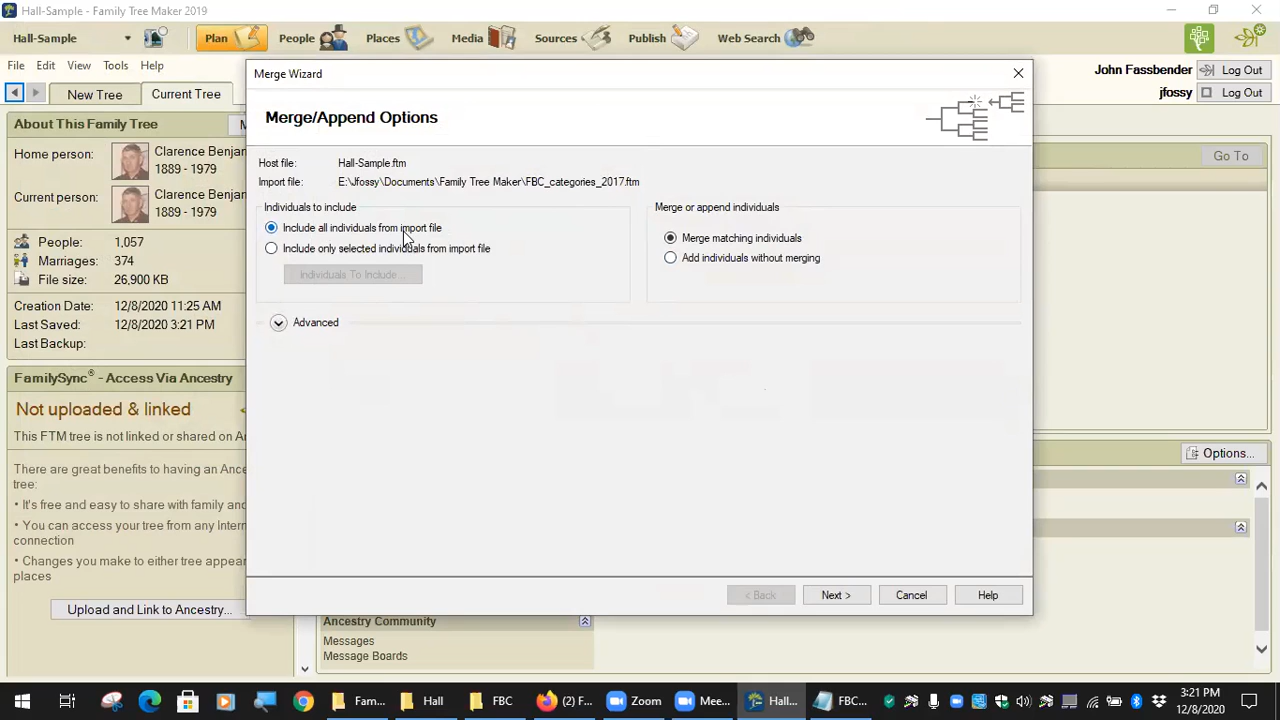 Hall-Sample - Family Tree Maker 2019
Hall-Sample
Plan
People
Places
Media
Sources
Publish
Web Search
File Edit View Tools Help
John Fassbender
Log Out
jfossy
Log Out
New Tree
Current Tree
About This Family Tree
Home person:
Clarence Benjan
1889 - 1979
Current person:
Clarence Benjan
1889 - 1979
People: 1,057
Marriages: 374
File size: 26,900 KB
Creation Date: 12/8/2020 11:25 AM
Last Saved: 12/8/2020 3:21 PM
Last Backup:
FamilySync® - Access Via Ancestry
Not uploaded & linked
This FTM tree is not linked or shared on A
There are great benefits to having an Ance
tree:
• It's free and easy to share with family and
• You can access your tree from any Intern
connection
• Changes you make to either tree appear
places
Upload and Link to Ancestry...
Merge Wizard
Merge/Append Options
Host file: Hall-Sample.ftm
Import file: E:\Jfossy\Documents\Family Tree Maker\FBC_categories_2017.ftm
Individuals to include
Include all individuals from import file
Include only selected individuals from import file
Individuals To Include...
Merge or append individuals
Merge matching individuals
Add individuals without merging
Advanced
< Back
Next >
Cancel
Help
Go To
Options...
Ancestry Community
Messages
Message Boards
Fam...
Hall
FBC
(2) F...
Zoom
Mee...
Hall...
FBC...
3:21 PM
12/8/2020